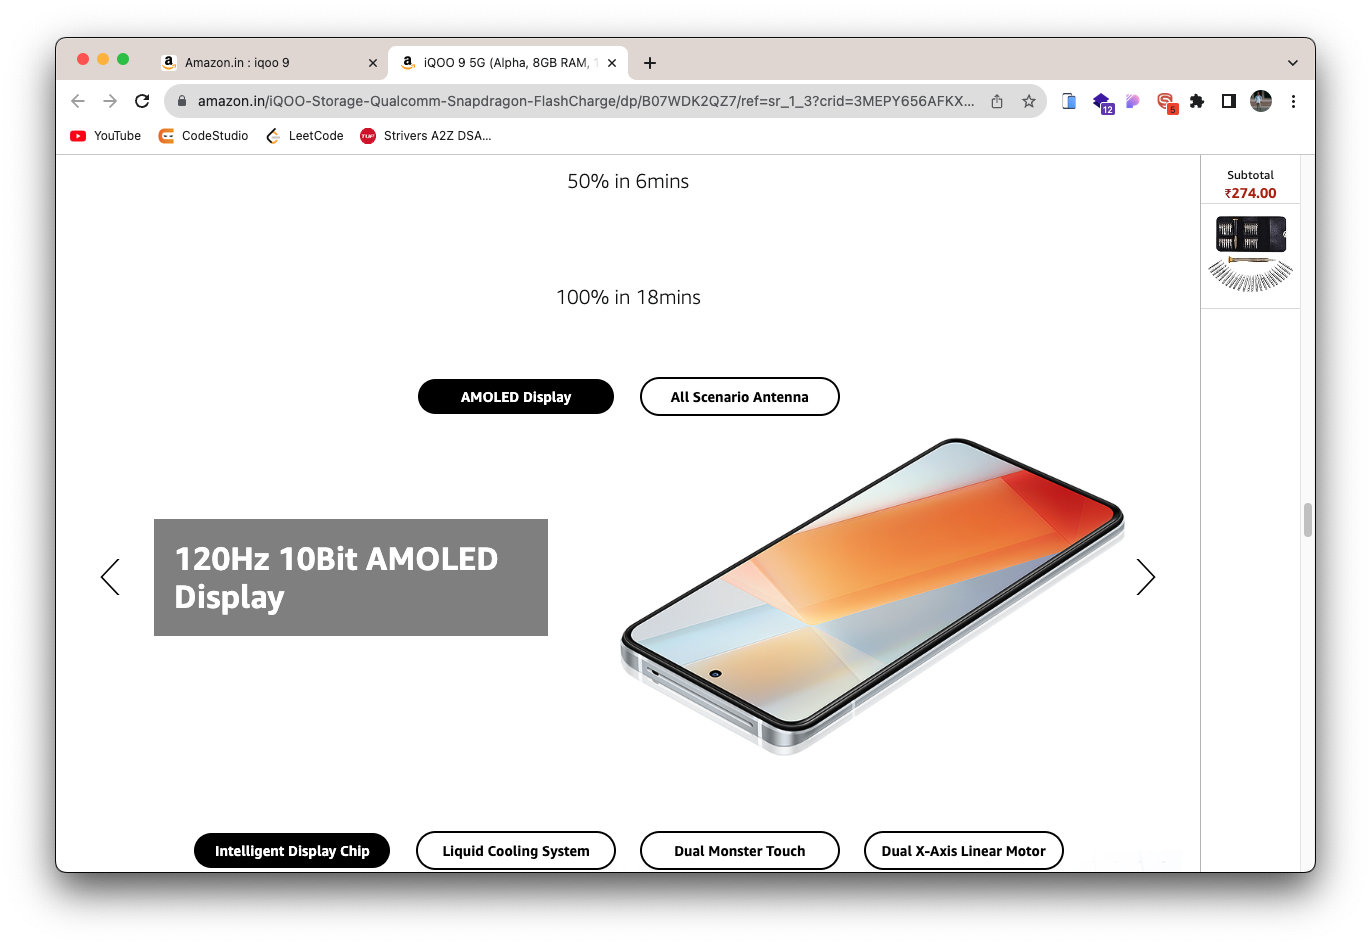 Amazon.in : iqoo 9
iQOO 9 5G (Alpha, 8GB RAM,
amazon.in/iQOO-Storage-Qualcomm-Snapdragon-FlashCharge/dp/B07WDK2QZ7/ref=sr_1_3?crid=3MEPY656AFKX...
12
5
YouTube
CodeStudio
LeetCode
TUF
Strivers A2Z DSA...
50% in 6mins
Subtotal
₹274.00
100% in 18mins
AMOLED Display
All Scenario Antenna
120Hz 10Bit AMOLED
Display
Intelligent Display Chip
Liquid Cooling System
Dual Monster Touch
Dual X-Axis Linear Motor